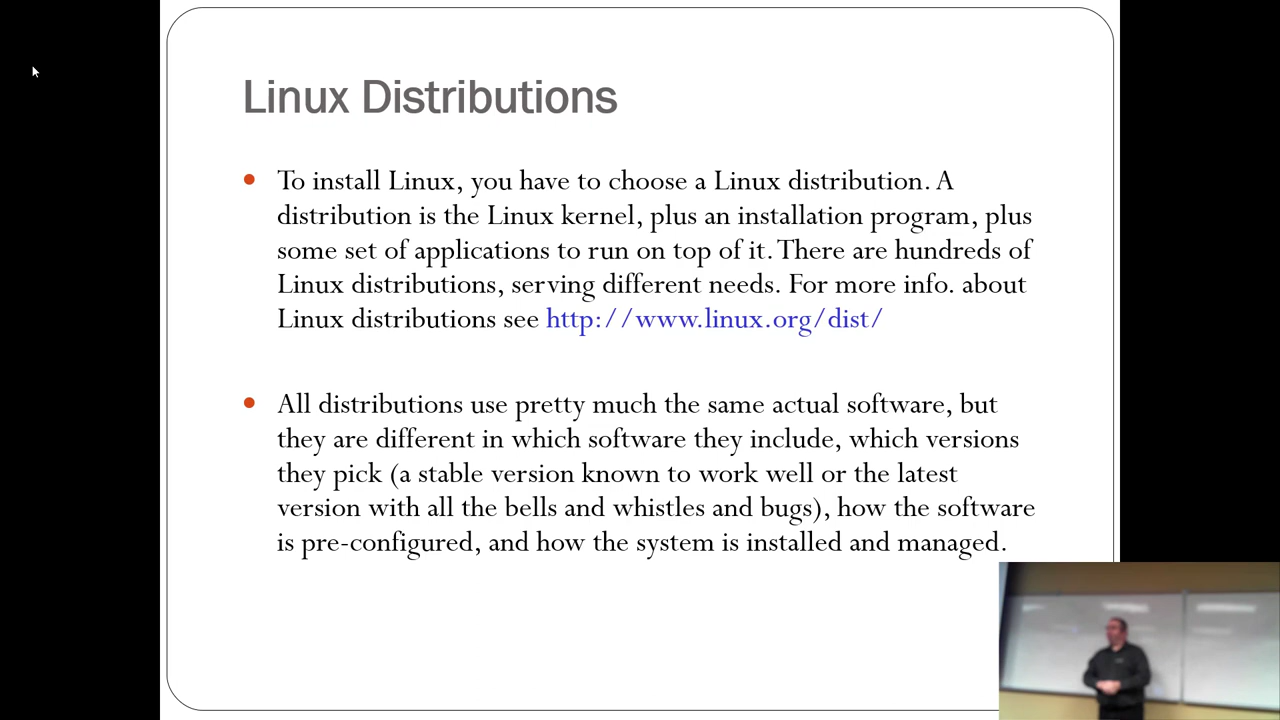 Linux Distributions
To install Linux, you have to choose a Linux distribution. A
distribution is the Linux kernel, plus an installation program, plus
some set of applications to run on top of it. There are hundreds of
Linux distributions, serving different needs. For more info. about
Linux distributions see http://www.linux.org/dist/
All distributions use pretty much the same actual software, but
they are different in which software they include, which versions
they pick (a stable version known to work well or the latest
version with all the bells and whistles and bugs), how the software
is pre-configured, and how the system is installed and managed.